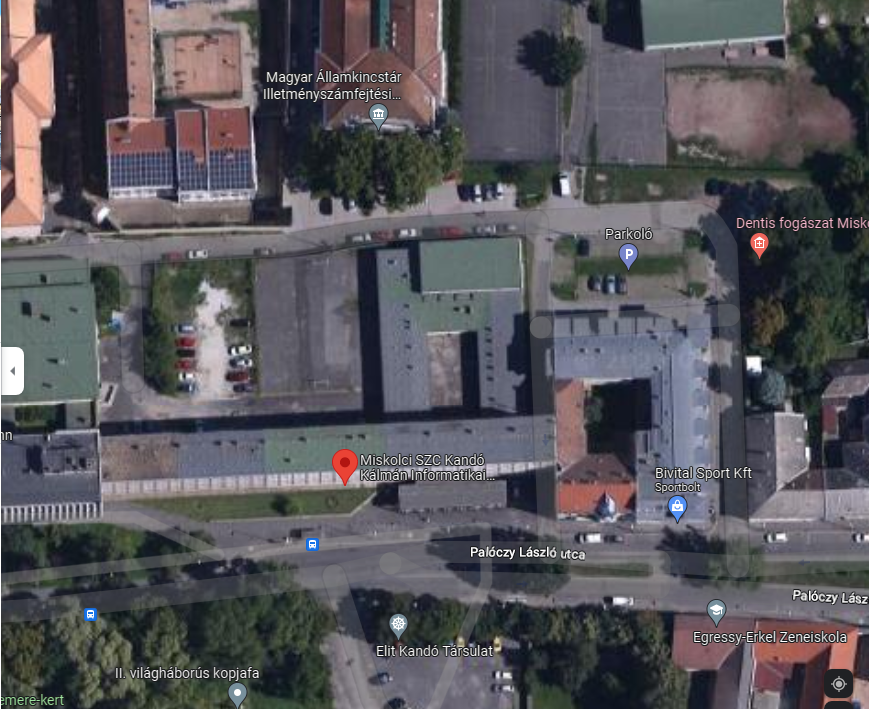 Magyar Államkincstár
Illetményszámfejtési...
Parkoló
P
Dentis fogászat Misko
nn
Miskolci SZC Kandó
Kálmán Informatikai...
Bivital Sport Kft
Sportbolt
Palóczy László utca
Palóczy Lász
Elit Kandó Társulat
Egressy-Erkel Zeneiskola
II. világháborús kopjafa
emere-kert